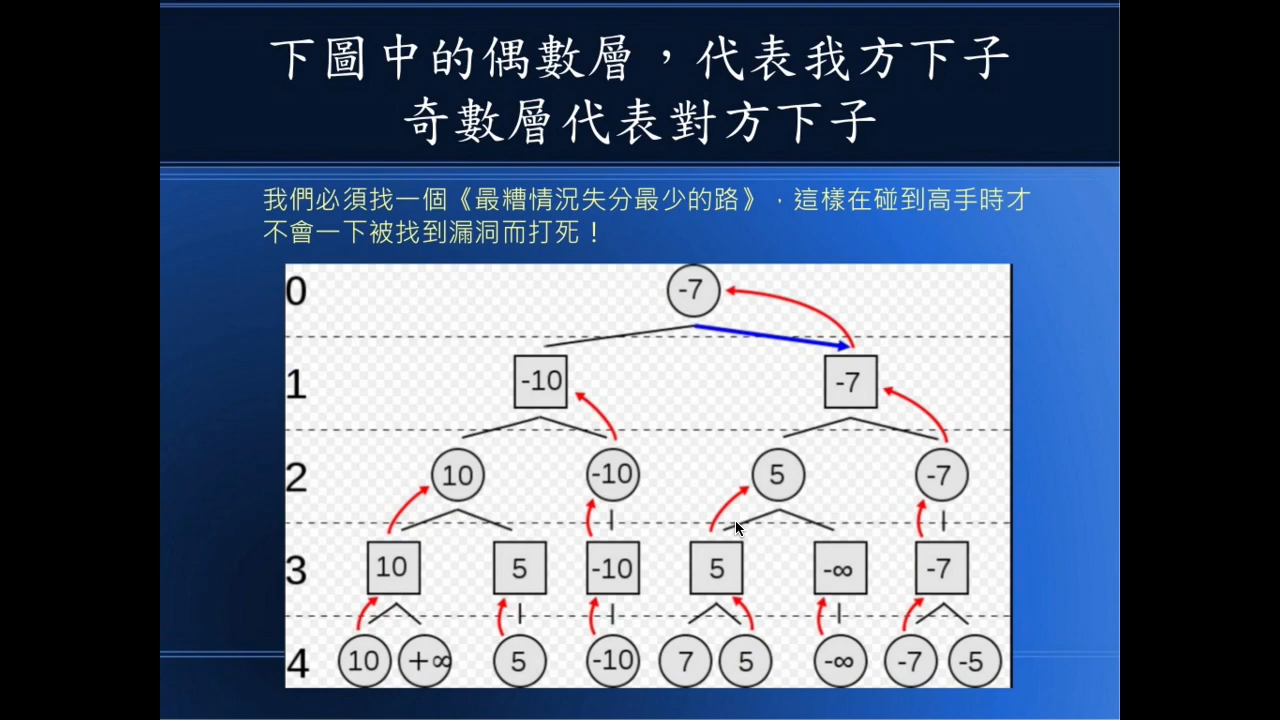 下圖中的偶數層，代表我方下子
奇數層代表對方下子
我們必須找一個《最糟情況失分最少的路》，這樣在碰到高手時才
不會一下被找到漏洞而打死！
0 -7
1 -10 -7
2 10 -10 5 -7
3 10 5 -10 5 -∞ -7
4 10 +∞ 5 -10 7 5 -∞ -7 -5